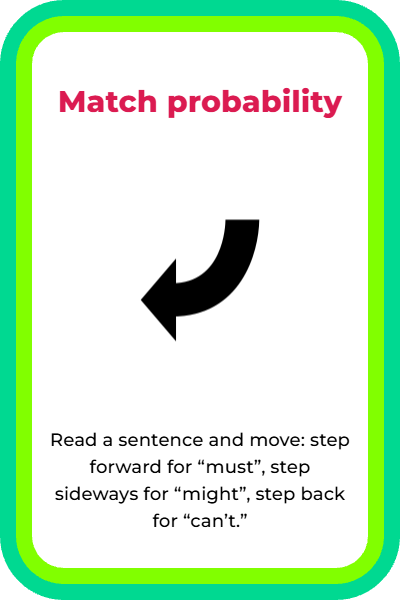 Match probability
Read a sentence and move: step
forward for “must”, step
sideways for “might”, step back
for “can’t.”